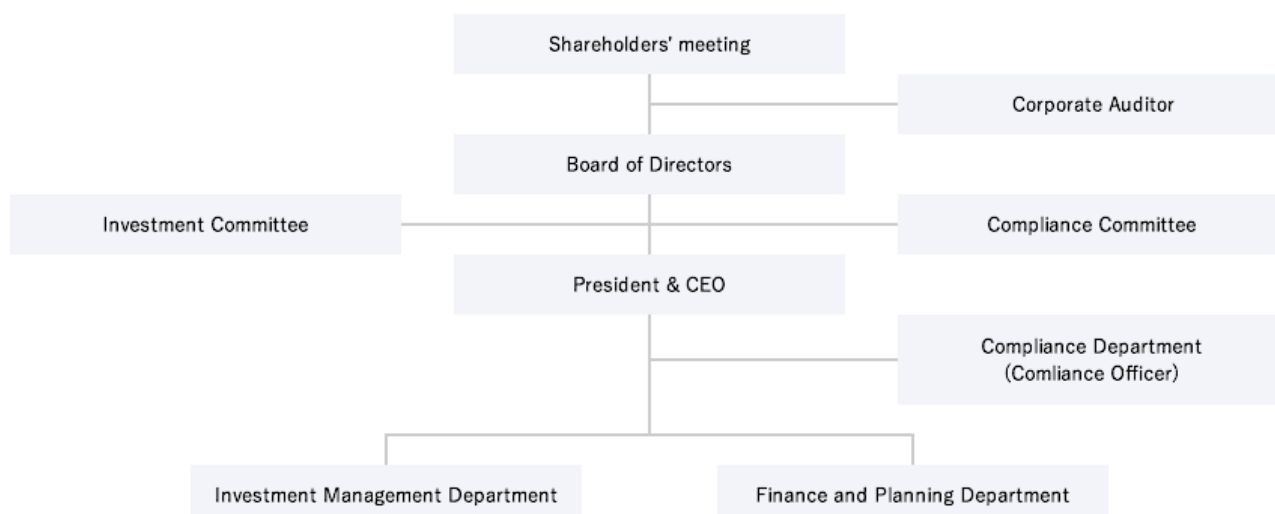 Shareholders' meeting
Corporate Auditor
Board of Directors
Investment Committee
Compliance Committee
President & CEO
Compliance Department
(Comliance Officer)
Investment Management Department
Finance and Planning Department